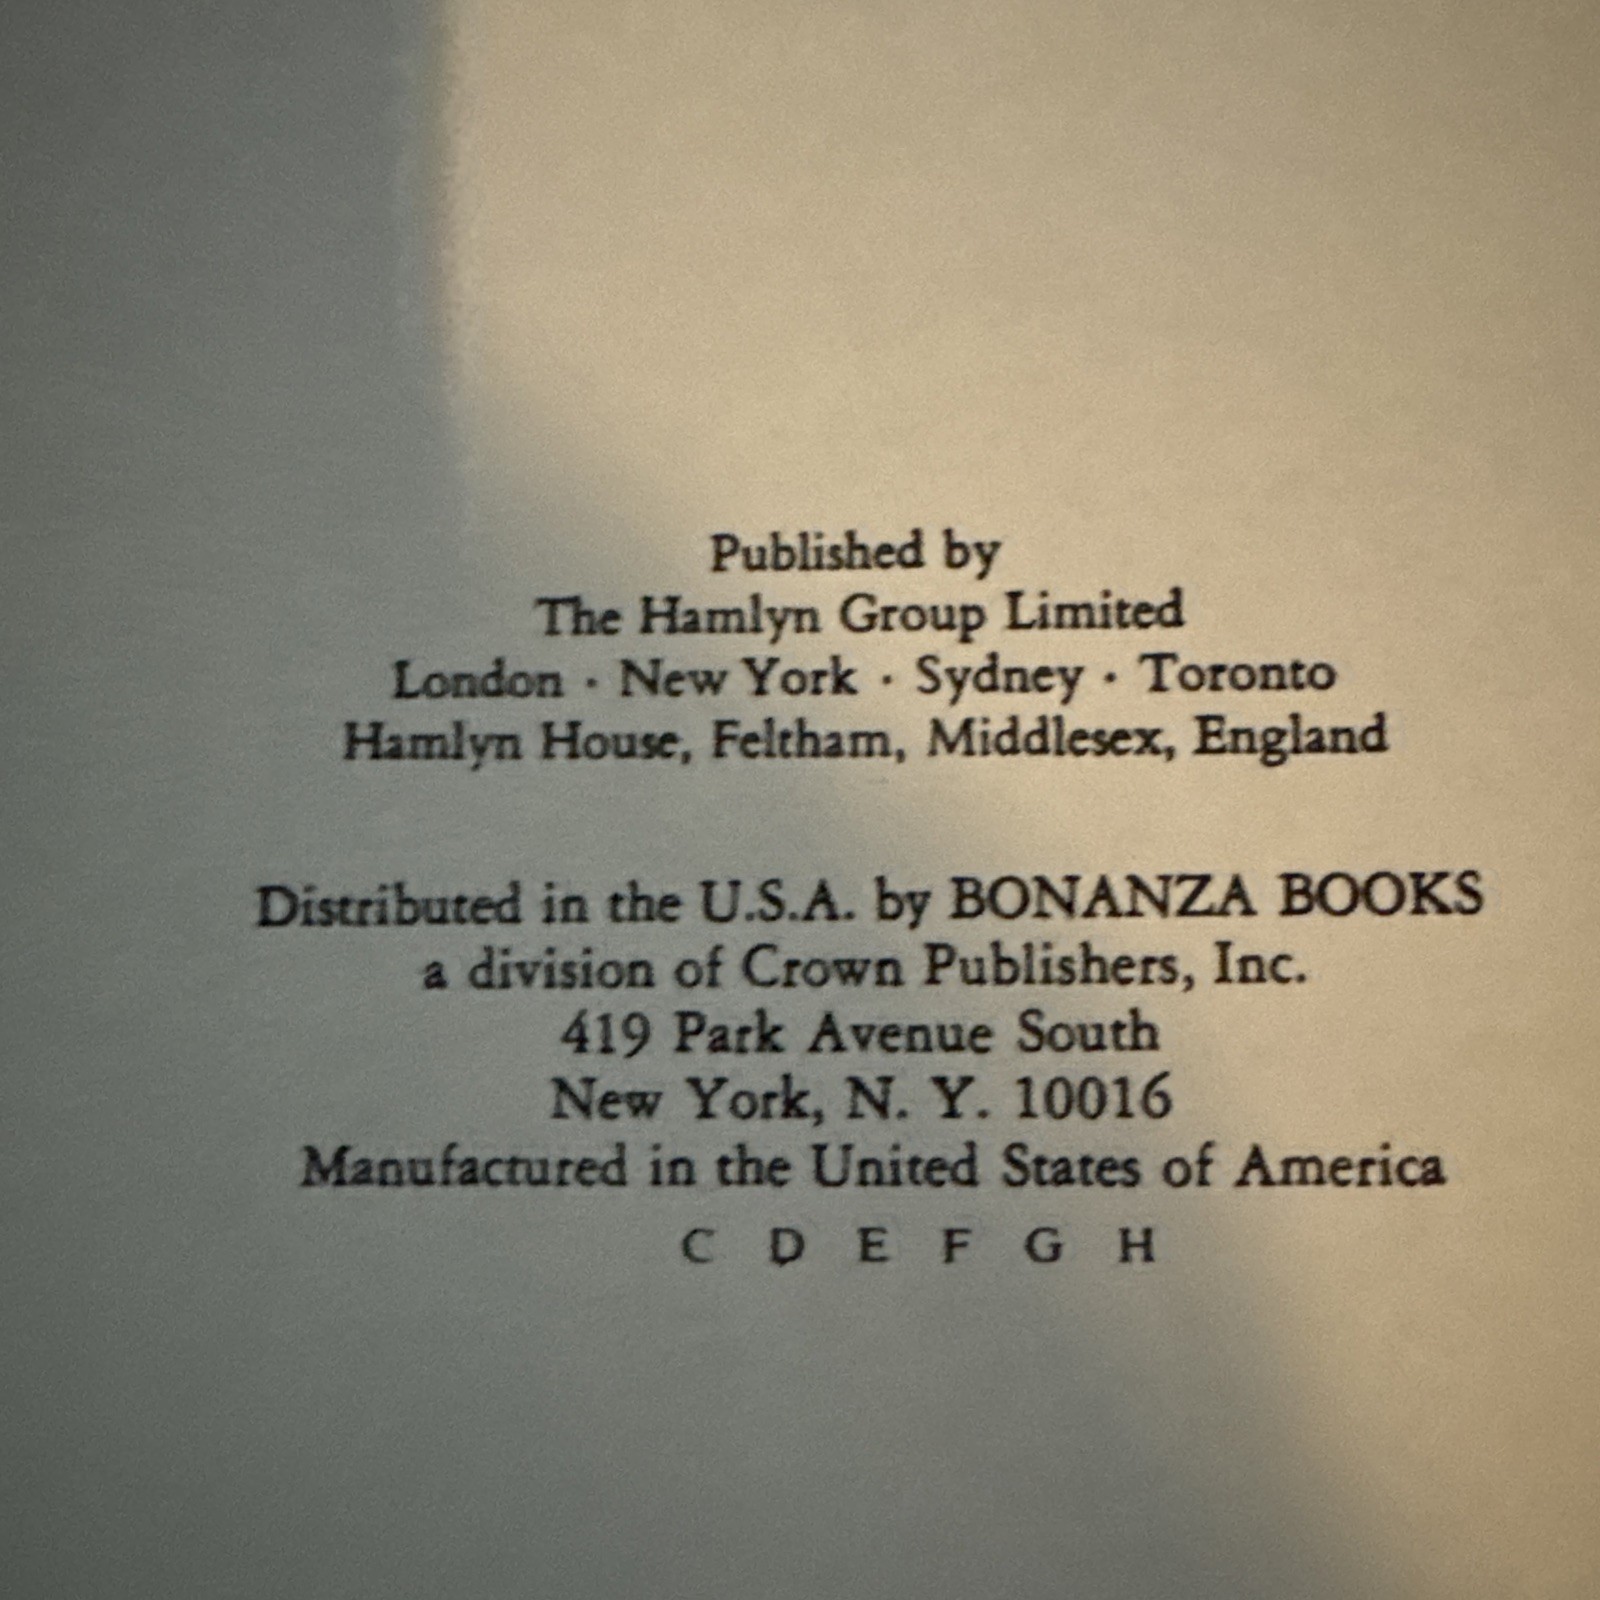 Published by
The Hamlyn Group Limited
London · New York · Sydney · Toronto
Hamlyn House, Feltham, Middlesex, England
Distributed in the U.S.A. by BONANZA BOOKS
a division of Crown Publishers, Inc.
419 Park Avenue South
New York, N. Y. 10016
Manufactured in the United States of America
C D E F G H